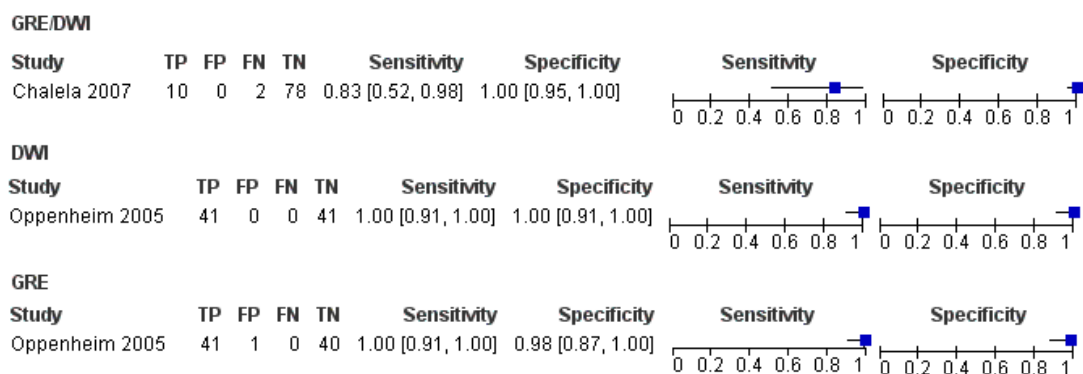 GRE/DWI
Study TP FP FN TN Sensitivity Specificity Sensitivity Specificity
Chalela 2007 10 0 2 78 0.83 [0.52, 0.98] 1.00 [0.95, 1.00]
0 0.2 0.4 0.6 0.8 1 0 0.2 0.4 0.6 0.8 1
DWI
Study TP FP FN TN Sensitivity Specificity Sensitivity Specificity
Oppenheim 2005 41 0 0 41 1.00 [0.91, 1.00] 1.00 [0.91, 1.00]
0 0.2 0.4 0.6 0.8 1 0 0.2 0.4 0.6 0.8 1
GRE
Study TP FP FN TN Sensitivity Specificity Sensitivity Specificity
Oppenheim 2005 41 1 0 40 1.00 [0.91, 1.00] 0.98 [0.87, 1.00]
0 0.2 0.4 0.6 0.8 1 0 0.2 0.4 0.6 0.8 1